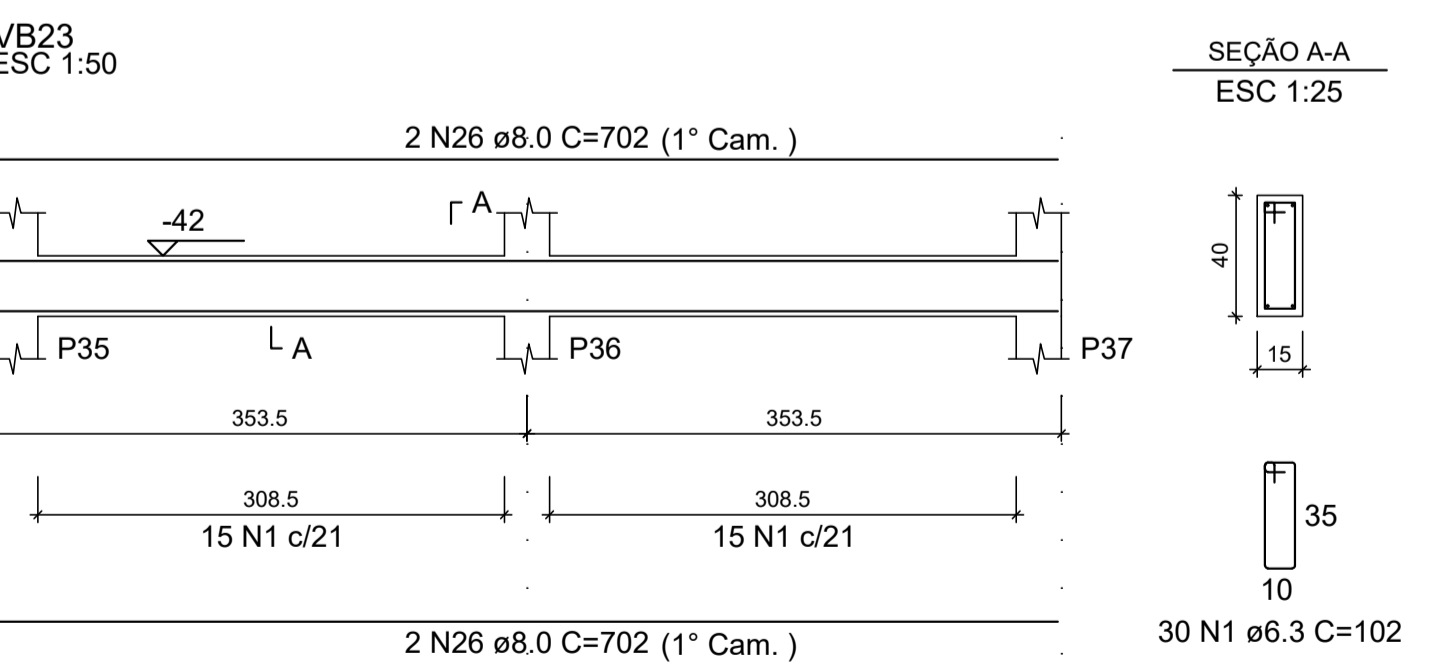 VB23
ESC 1:50
SEÇÃO A-A
ESC 1:25
2 N26 ø8.0 C=702 (1° Cam. )
-42
A
40
15
P35
A
P36
P37
353.5
353.5
308.5
308.5
15 N1 c/21
15 N1 c/21
35
10
30 N1 ø6.3 C=102
2 N26 ø8.0 C=702 (1° Cam. )